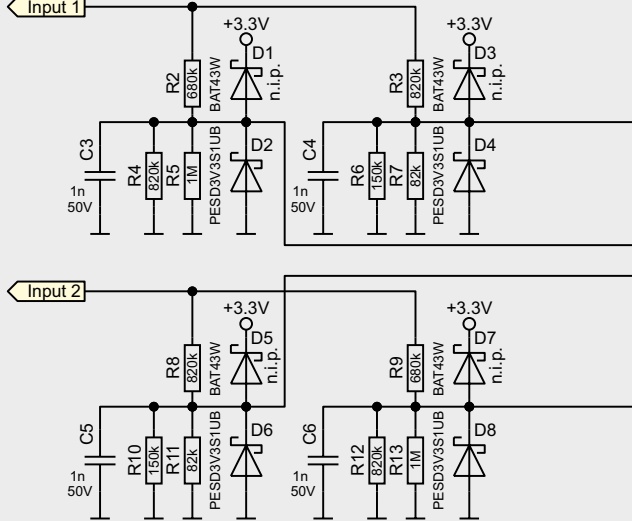 Input 1
+3.3V
+3.3V
R2
680k
BAT43W
D1
n.i.p.
R3
820k
BAT43W
D3
n.i.p.
C3
1n
50V
R4
820k
R5
1M
PESD3V3S1UB
D2
C4
1n
50V
R6
150k
R7
82k
PESD3V3S1UB
D4
Input 2
+3.3V
+3.3V
R8
820k
BAT43W
D5
n.i.p.
R9
680k
BAT43W
D7
n.i.p.
C5
1n
50V
R10
150k
R11
82k
PESD3V3S1UB
D6
C6
1n
50V
R12
820k
R13
1M
PESD3V3S1UB
D8